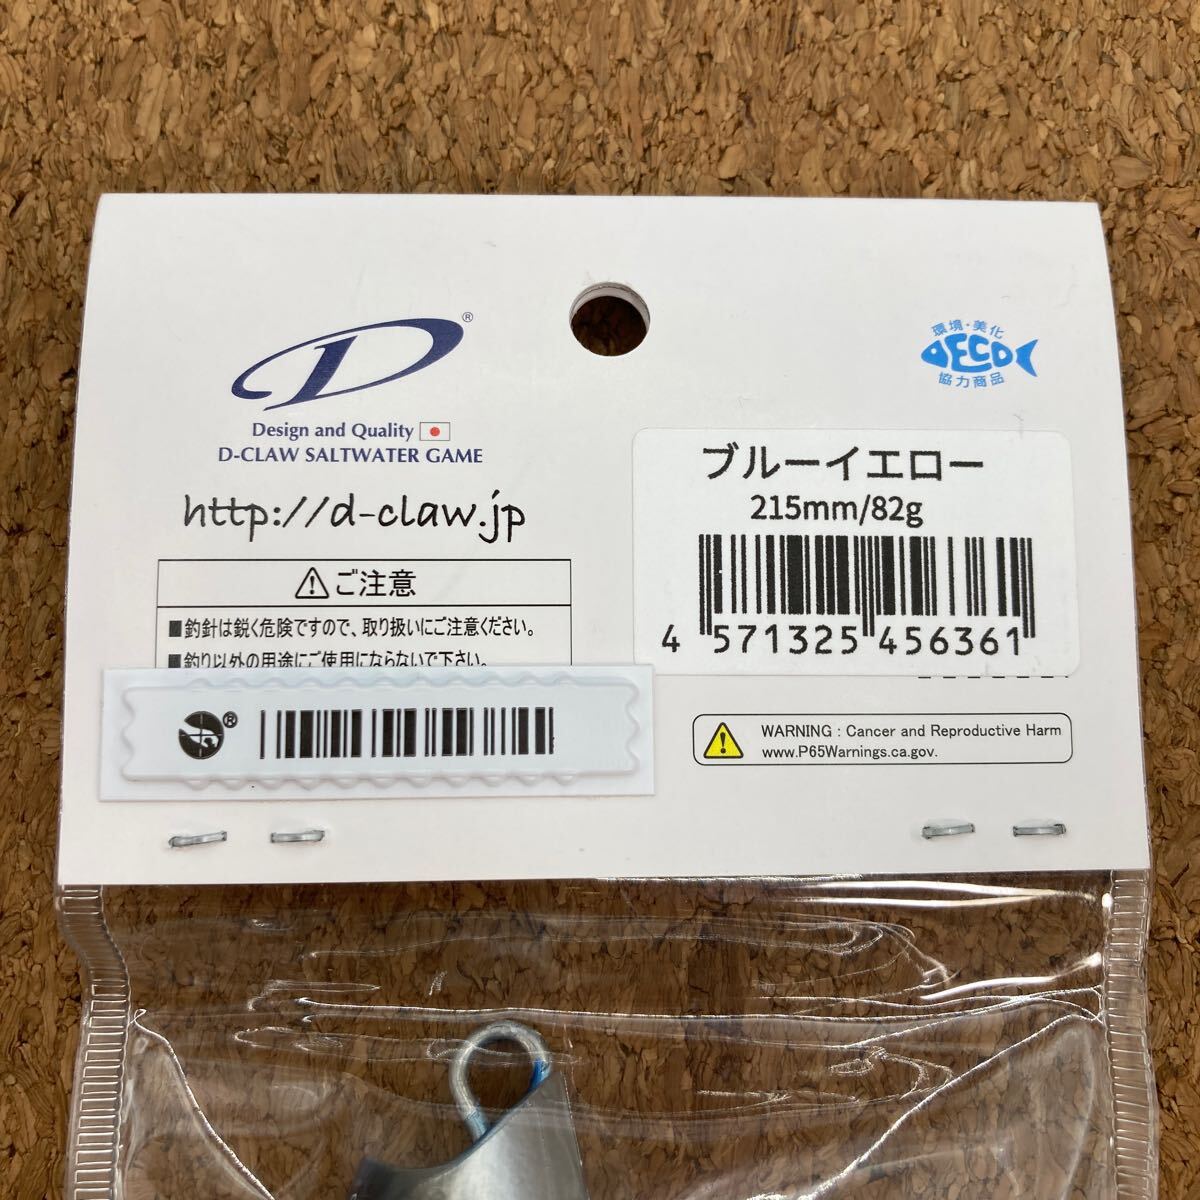 D®
Design and Quality
D-CLAW SALTWATER GAME
http://d-claw.jp
ご注意
■釣針は鋭く危険ですので、取り扱いにご注意ください。
■釣り以外の用途にご使用にならないで下さい。
®
環境・美化
DECO
協力商品
ブルーイエロー
215mm/82g
4 571325 456361
WARNING : Cancer and Reproductive Harm
www.P65Warnings.ca.gov.